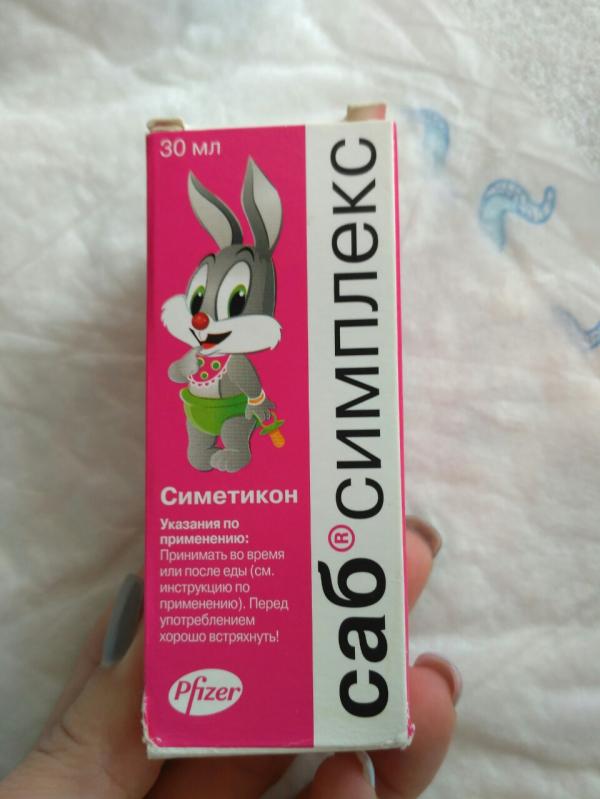 30 мл
саб® симплекс
Симетикон
Указания по
применению:
Принимать во время
или после еды (см.
инструкцию по
применению). Перед
употреблением
хорошо встряхнуть!
Pfizer